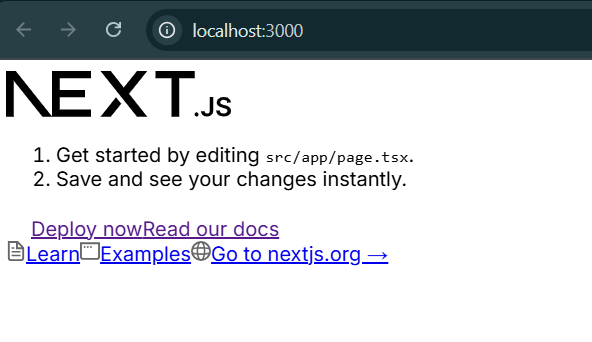 localhost:3000
NEXT.JS
1. Get started by editing src/app/page.tsx.
2. Save and see your changes instantly.
Deploy nowRead our docs
LearnExamplesGo to nextjs.org →